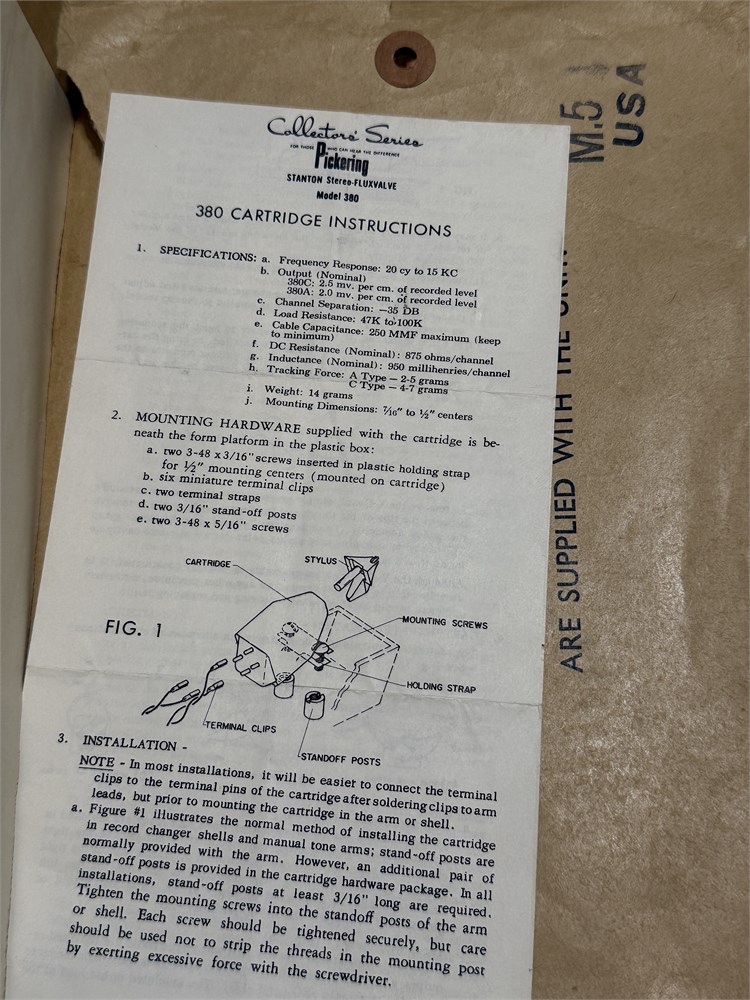 Collectors' Series
FOR THOSE WHO CAN HEAR THE DIFFERENCE
Pickering
STANTON Stereo-FLUXVALVE
Model 380
380 CARTRIDGE INSTRUCTIONS
1. SPECIFICATIONS: a. Frequency Response: 20 cy to 15 KC
b. Output (Nominal)
380C: 2.5 mv. per cm. of recorded level
380A: 2.0 mv. per cm. of recorded level
c. Channel Separation: —35 DB
d. Load Resistance: 47K to 100K
e. Cable Capacitance: 250 MMF maximum (keep
to minimum)
f. DC Resistance (Nominal): 875 ohms/channel
g. Inductance (Nominal): 950 millihenries/channel
h. Tracking Force: A Type — 2-5 grams
C Type — 4-7 grams
i. Weight: 14 grams
j. Mounting Dimensions: 7/16" to ½" centers
2. MOUNTING HARDWARE supplied with the cartridge is be-
neath the form platform in the plastic box:
a. two 3-48 x 3/16" screws inserted in plastic holding strap
for ½" mounting centers (mounted on cartridge)
b. six miniature terminal clips
c. two terminal straps
d. two 3/16" stand-off posts
e. two 3-48 x 5/16" screws
CARTRIDGE
STYLUS
MOUNTING SCREWS
FIG. 1
HOLDING STRAP
TERMINAL CLIPS
STANDOFF POSTS
3. INSTALLATION -
NOTE - In most installations, it will be easier to connect the terminal
clips to the terminal pins of the cartridge after soldering clips to arm
leads, but prior to mounting the cartridge in the arm or shell.
a. Figure #1 illustrates the normal method of installing the cartridge
in record changer shells and manual tone arms; stand-off posts are
normally provided with the arm. However, an additional pair of
stand-off posts is provided in the cartridge hardware package. In all
installations, stand-off posts at least 3/16" long are required.
Tighten the mounting screws into the standoff posts of the arm
or shell. Each screw should be tightened securely, but care
should be used not to strip the threads in the mounting post
by exerting excessive force with the screwdriver.
M.5
USA
ARE SUPPLIED WITH THE